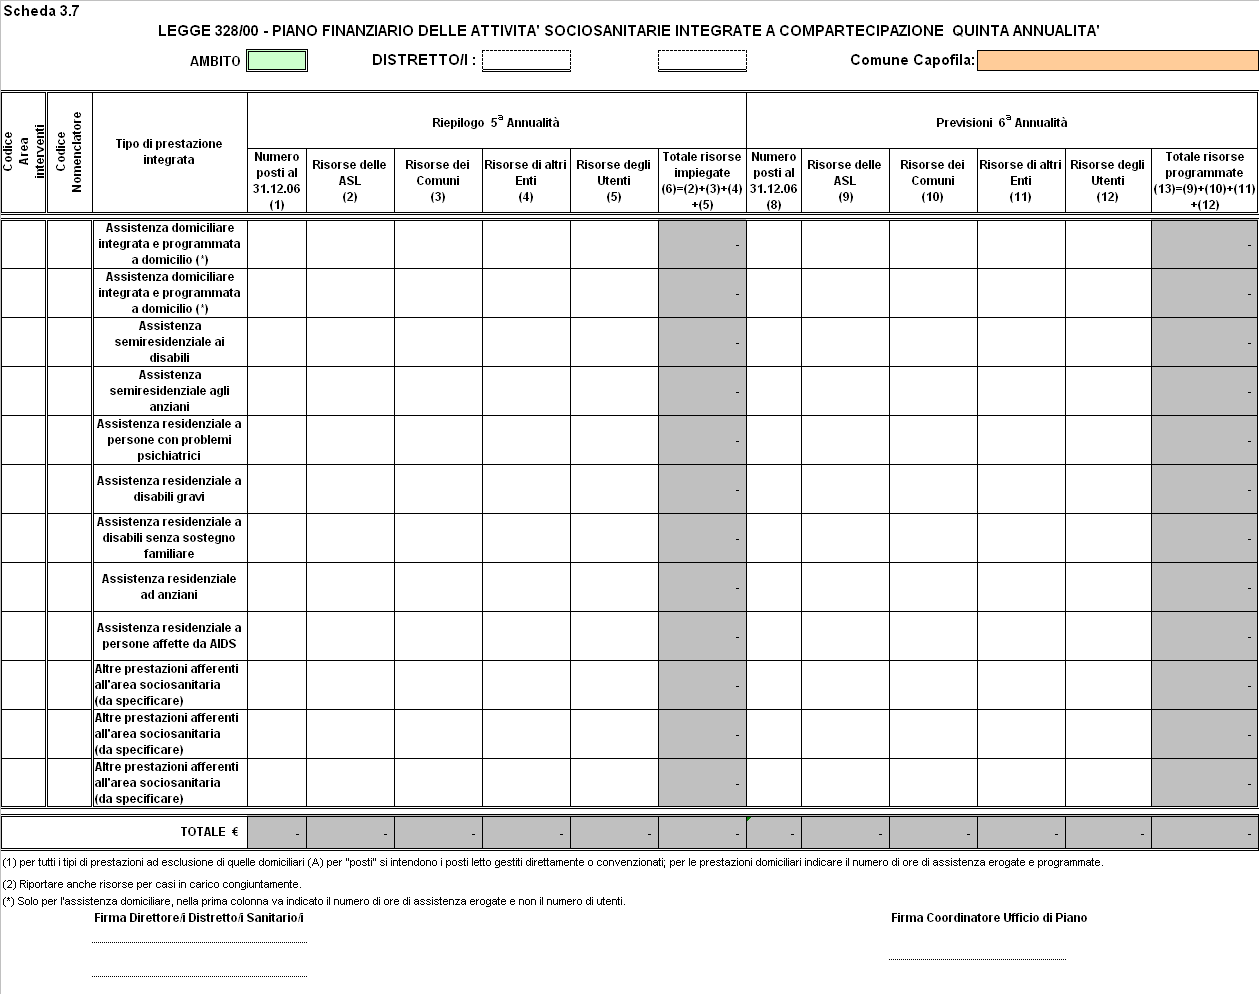 Scheda 3.7
LEGGE 328/00 - PIANO FINANZIARIO DELLE ATTIVITA' SOCIOSANITARIE INTEGRATE A COMPARTECIPAZIONE QUINTA ANNUALITA'
AMBITO DISTRETTO/I : Comune Capofila:
Codice
Area
interventi
Codice
Nomenclatore
Tipo di prestazione
integrata
Riepilogo 5a Annualità
Previsioni 6a Annualità
Numero
posti al
31.12.06
(1)
Risorse delle
ASL
(2)
Risorse dei
Comuni
(3)
Risorse di altri
Enti
(4)
Risorse degli
Utenti
(5)
Totale risorse
impiegate
(6)=(2)+(3)+(4)
+(5)
Numero
posti al
31.12.06
(8)
Risorse delle
ASL
(9)
Risorse dei
Comuni
(10)
Risorse di altri
Enti
(11)
Risorse degli
Utenti
(12)
Totale risorse
programmate
(13)=(9)+(10)+(11)
+(12)
Assistenza domiciliare
integrata e programmata
a domicilio (*)
- -
Assistenza domiciliare
integrata e programmata
a domicilio (*)
- -
Assistenza
semiresidenziale ai
disabili
- -
Assistenza
semiresidenziale agli
anziani
- -
Assistenza residenziale a
persone con problemi
psichiatrici
- -
Assistenza residenziale a
disabili gravi
- -
Assistenza residenziale a
disabili senza sostegno
familiare
- -
Assistenza residenziale
ad anziani
- -
Assistenza residenziale a
persone affette da AIDS
- -
Altre prestazioni afferenti
all'area sociosanitaria
(da specificare)
- -
Altre prestazioni afferenti
all'area sociosanitaria
(da specificare)
- -
Altre prestazioni afferenti
all'area sociosanitaria
(da specificare)
- -
TOTALE € - - - - - - - - - - - -
(1) per tutti i tipi di prestazioni ad esclusione di quelle domiciliari (A) per "posti" si intendono i posti letto gestiti direttamente o convenzionati; per le prestazioni domiciliari indicare il numero di ore di assistenza erogate e programmate.
(2) Riportare anche risorse per casi in carico congiuntamente.
(*) Solo per l'assistenza domiciliare, nella prima colonna va indicato il numero di ore di assistenza erogate e non il numero di utenti.
Firma Direttore/i Distretto/i Sanitario/i Firma Coordinatore Ufficio di Piano